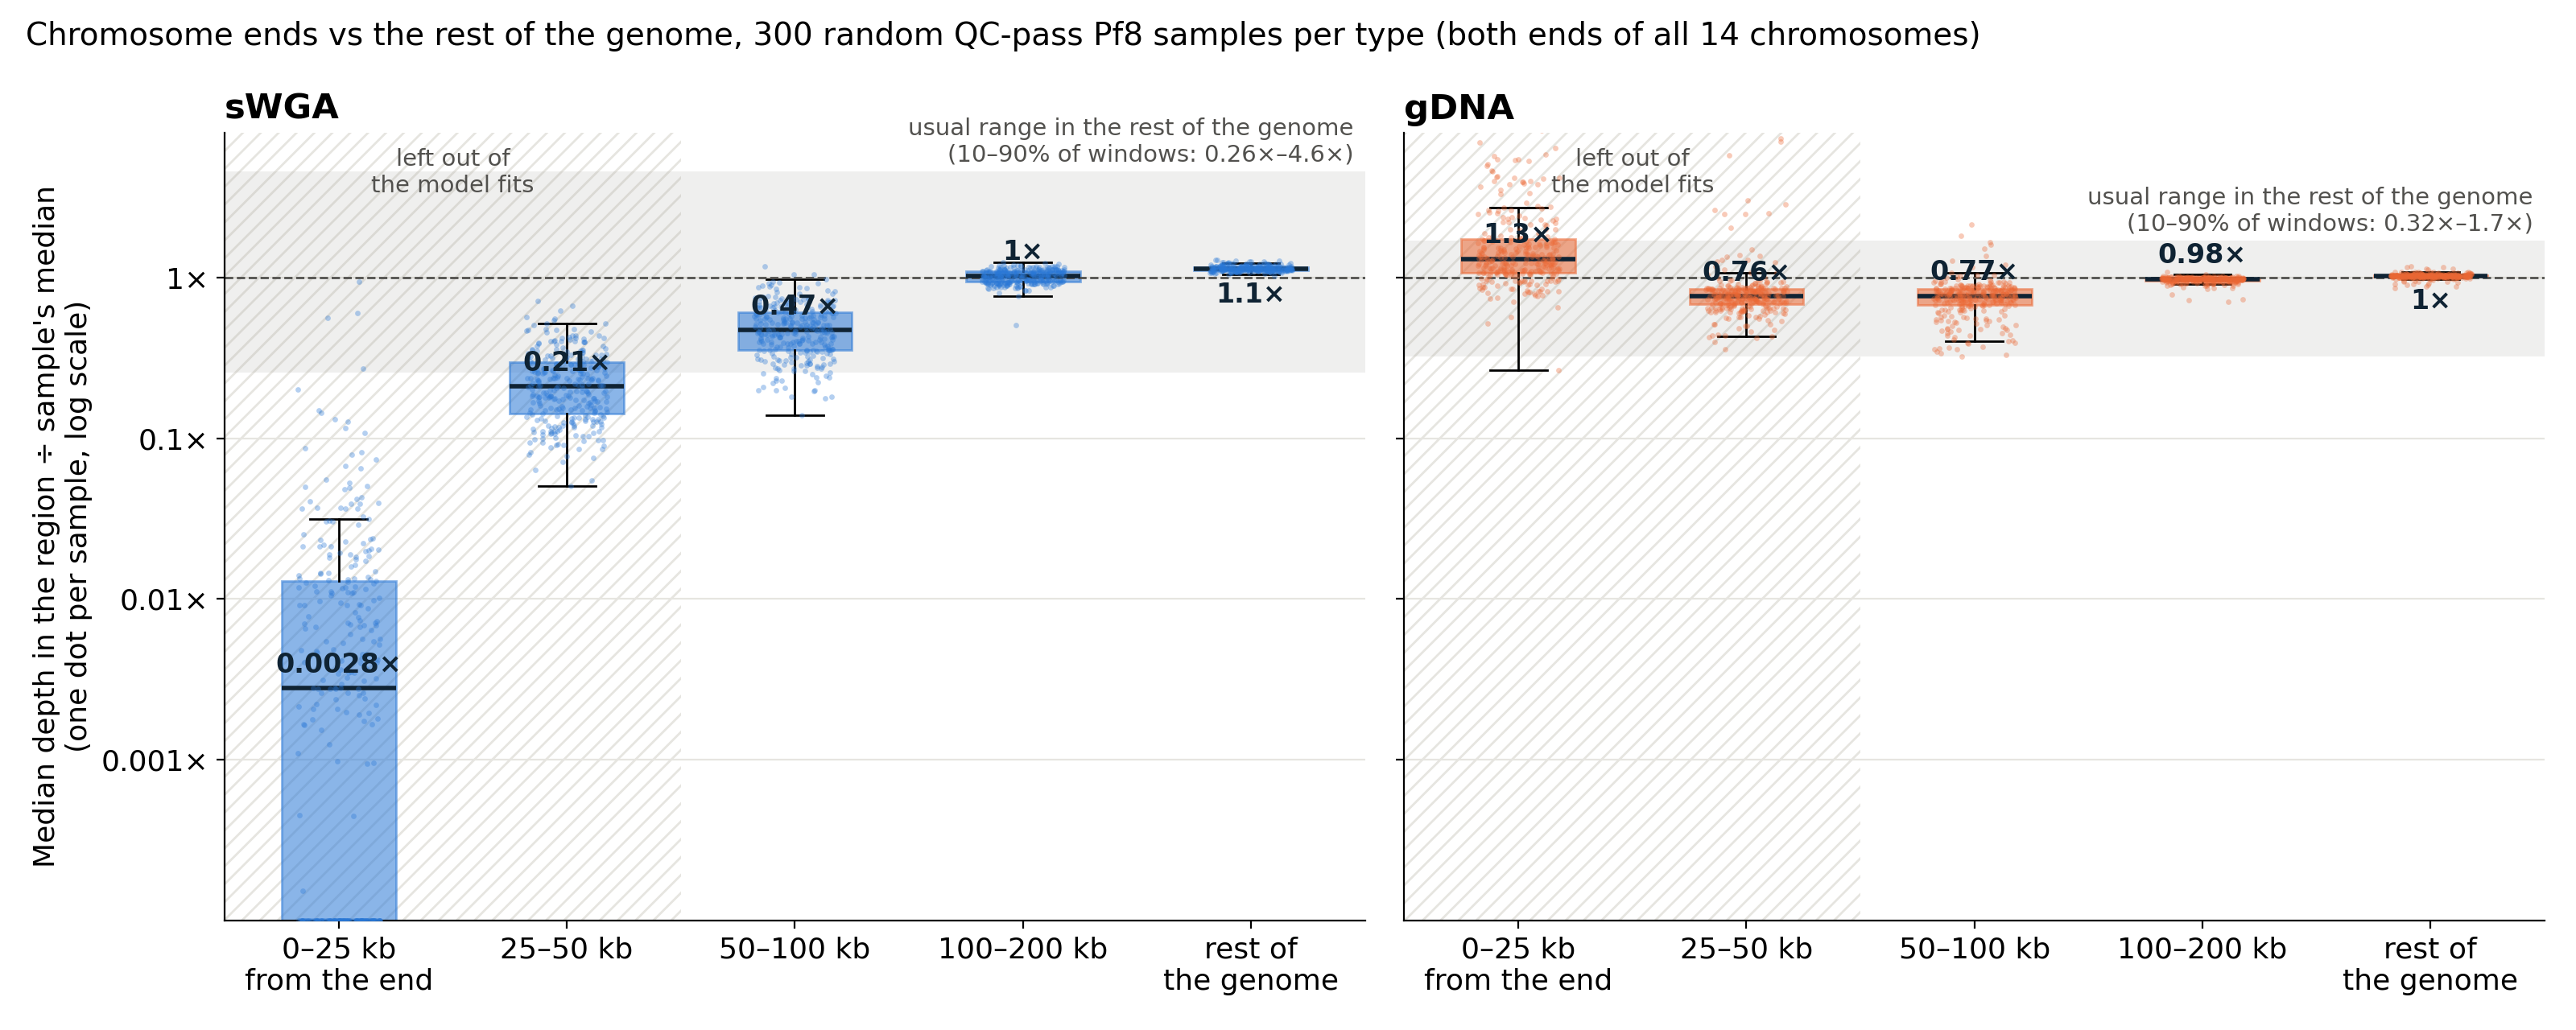 Chromosome ends vs the rest of the genome, 300 random QC-pass Pf8 samples per type (both ends of all 14 chromosomes)
sWGA
usual range in the rest of the genome
(10–90% of windows: 0.26×–4.6×)
left out of
the model fits
Median depth in the region ÷ sample's median
(one dot per sample, log scale)
1×
0.1×
0.01×
0.001×
0.0028×
0.21×
0.47×
1×
1.1×
0–25 kb
from the end
25–50 kb
50–100 kb
100–200 kb
rest of
the genome
gDNA
left out of
the model fits
usual range in the rest of the genome
(10–90% of windows: 0.32×–1.7×)
1.3×
0.76×
0.77×
0.98×
1×
0–25 kb
from the end
25–50 kb
50–100 kb
100–200 kb
rest of
the genome